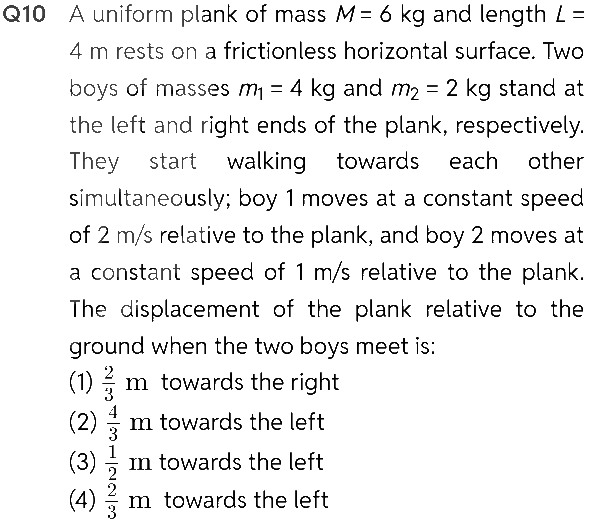 Q10 A uniform plank of mass M = 6 kg and length L =
4 m rests on a frictionless horizontal surface. Two
boys of masses m₁ = 4 kg and m₂ = 2 kg stand at
the left and right ends of the plank, respectively.
They start walking towards each other
simultaneously; boy 1 moves at a constant speed
of 2 m/s relative to the plank, and boy 2 moves at
a constant speed of 1 m/s relative to the plank.
The displacement of the plank relative to the
ground when the two boys meet is:
(1) 2/3 m towards the right
(2) 4/3 m towards the left
(3) 1/2 m towards the left
(4) 2/3 m towards the left